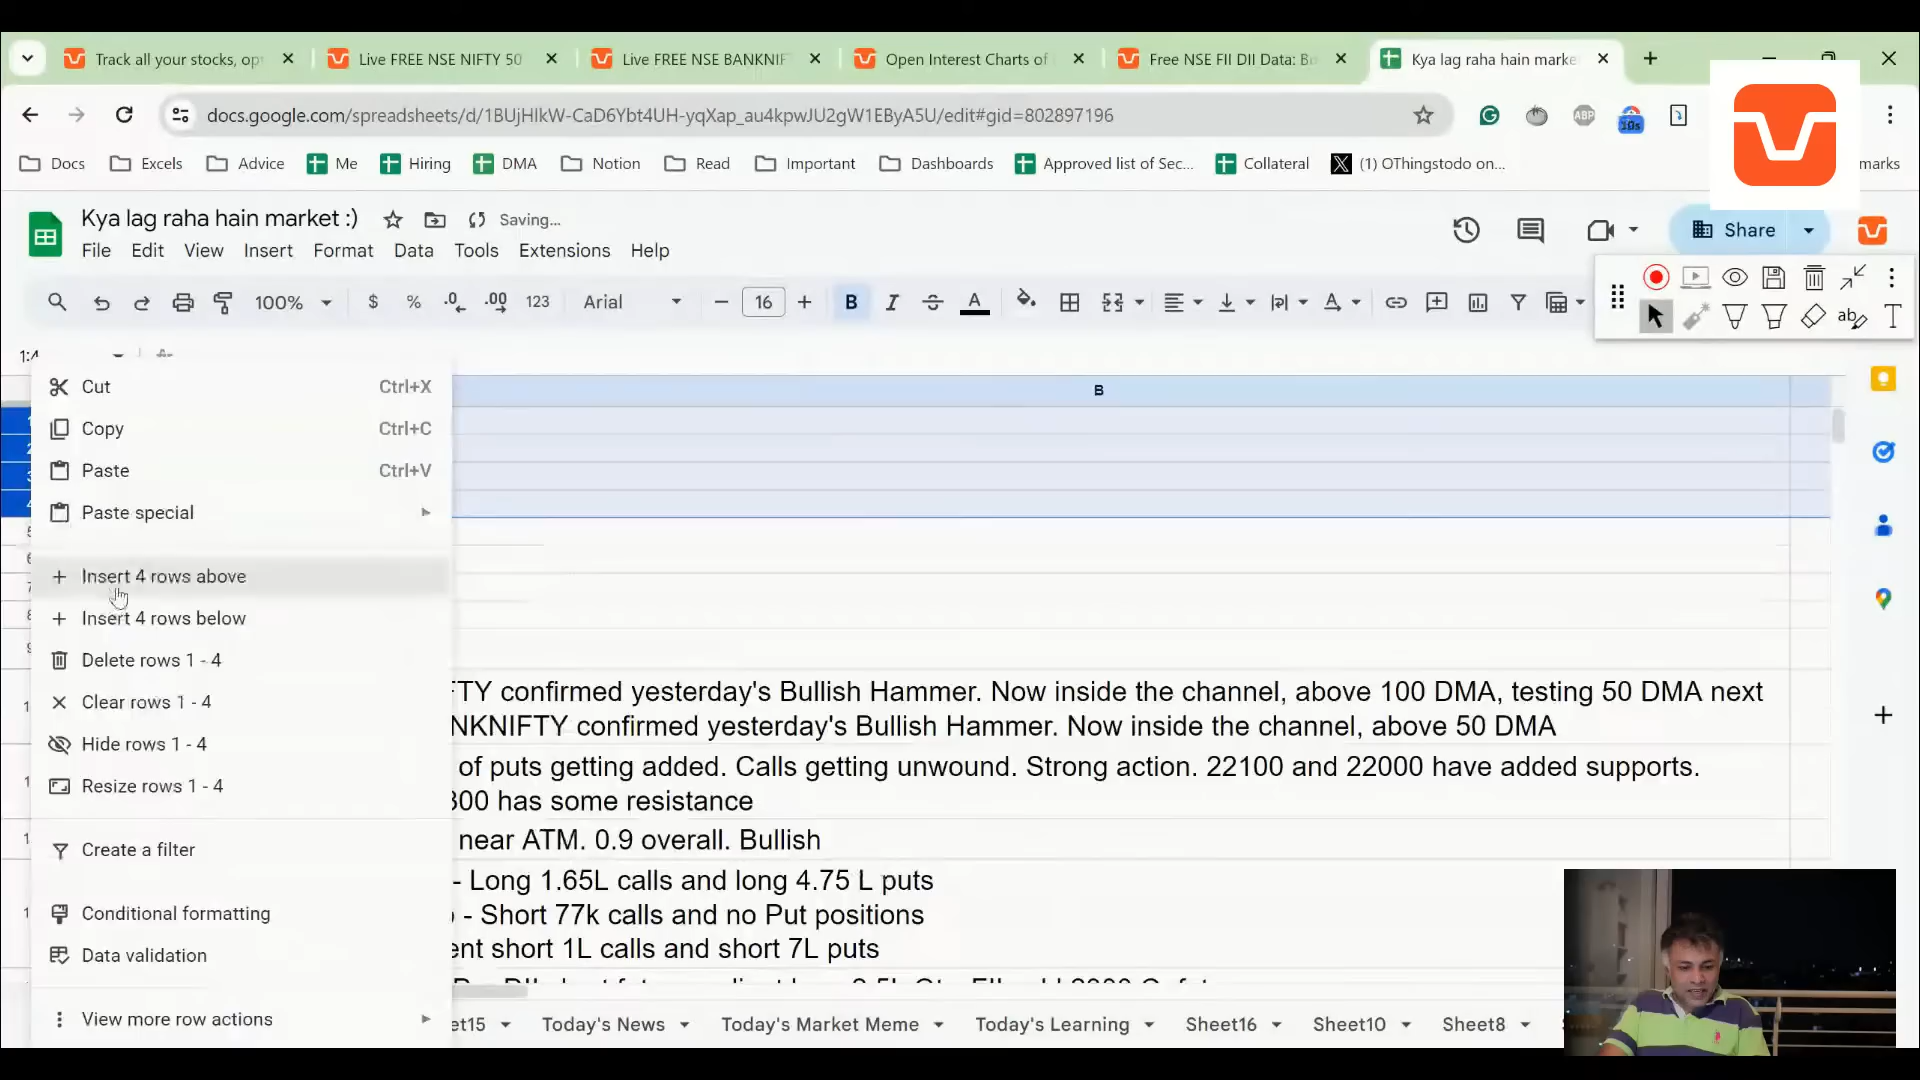 Track all your stocks, op
Live FREE NSE NIFTY 50
Live FREE NSE BANKNIF
Open Interest Charts of
Free NSE FII DII Data: B
Kya lag raha hain marke
docs.google.com/spreadsheets/d/1BUjHlkW-CaD6Ybt4UH-yqXap_au4kpwJU2gW1EByA5U/edit#gid=802897196
ABP
10s
Docs
Excels
Advice
Me
Hiring
DMA
Notion
Read
Important
Dashboards
Approved list of Sec...
Collateral
(1) OThingstodo on...
marks
Kya lag raha hain market :)
Saving...
Share
File Edit View Insert Format Data Tools Extensions Help
100% $ % .0 .00 123 Arial 16 B I A
1:4
Cut Ctrl+X
B
Copy Ctrl+C
Paste Ctrl+V
Paste special
Insert 4 rows above
Insert 4 rows below
Delete rows 1 - 4
Clear rows 1 - 4
Hide rows 1 - 4
Resize rows 1 - 4
Create a filter
Conditional formatting
Data validation
View more row actions
FTY confirmed yesterday's Bullish Hammer. Now inside the channel, above 100 DMA, testing 50 DMA next
NKNIFTY confirmed yesterday's Bullish Hammer. Now inside the channel, above 50 DMA
of puts getting added. Calls getting unwound. Strong action. 22100 and 22000 have added supports.
300 has some resistance
near ATM. 0.9 overall. Bullish
- Long 1.65L calls and long 4.75 L puts
- Short 77k calls and no Put positions
ent short 1L calls and short 7L puts
et15
Today's News
Today's Market Meme
Today's Learning
Sheet16
Sheet10
Sheet8